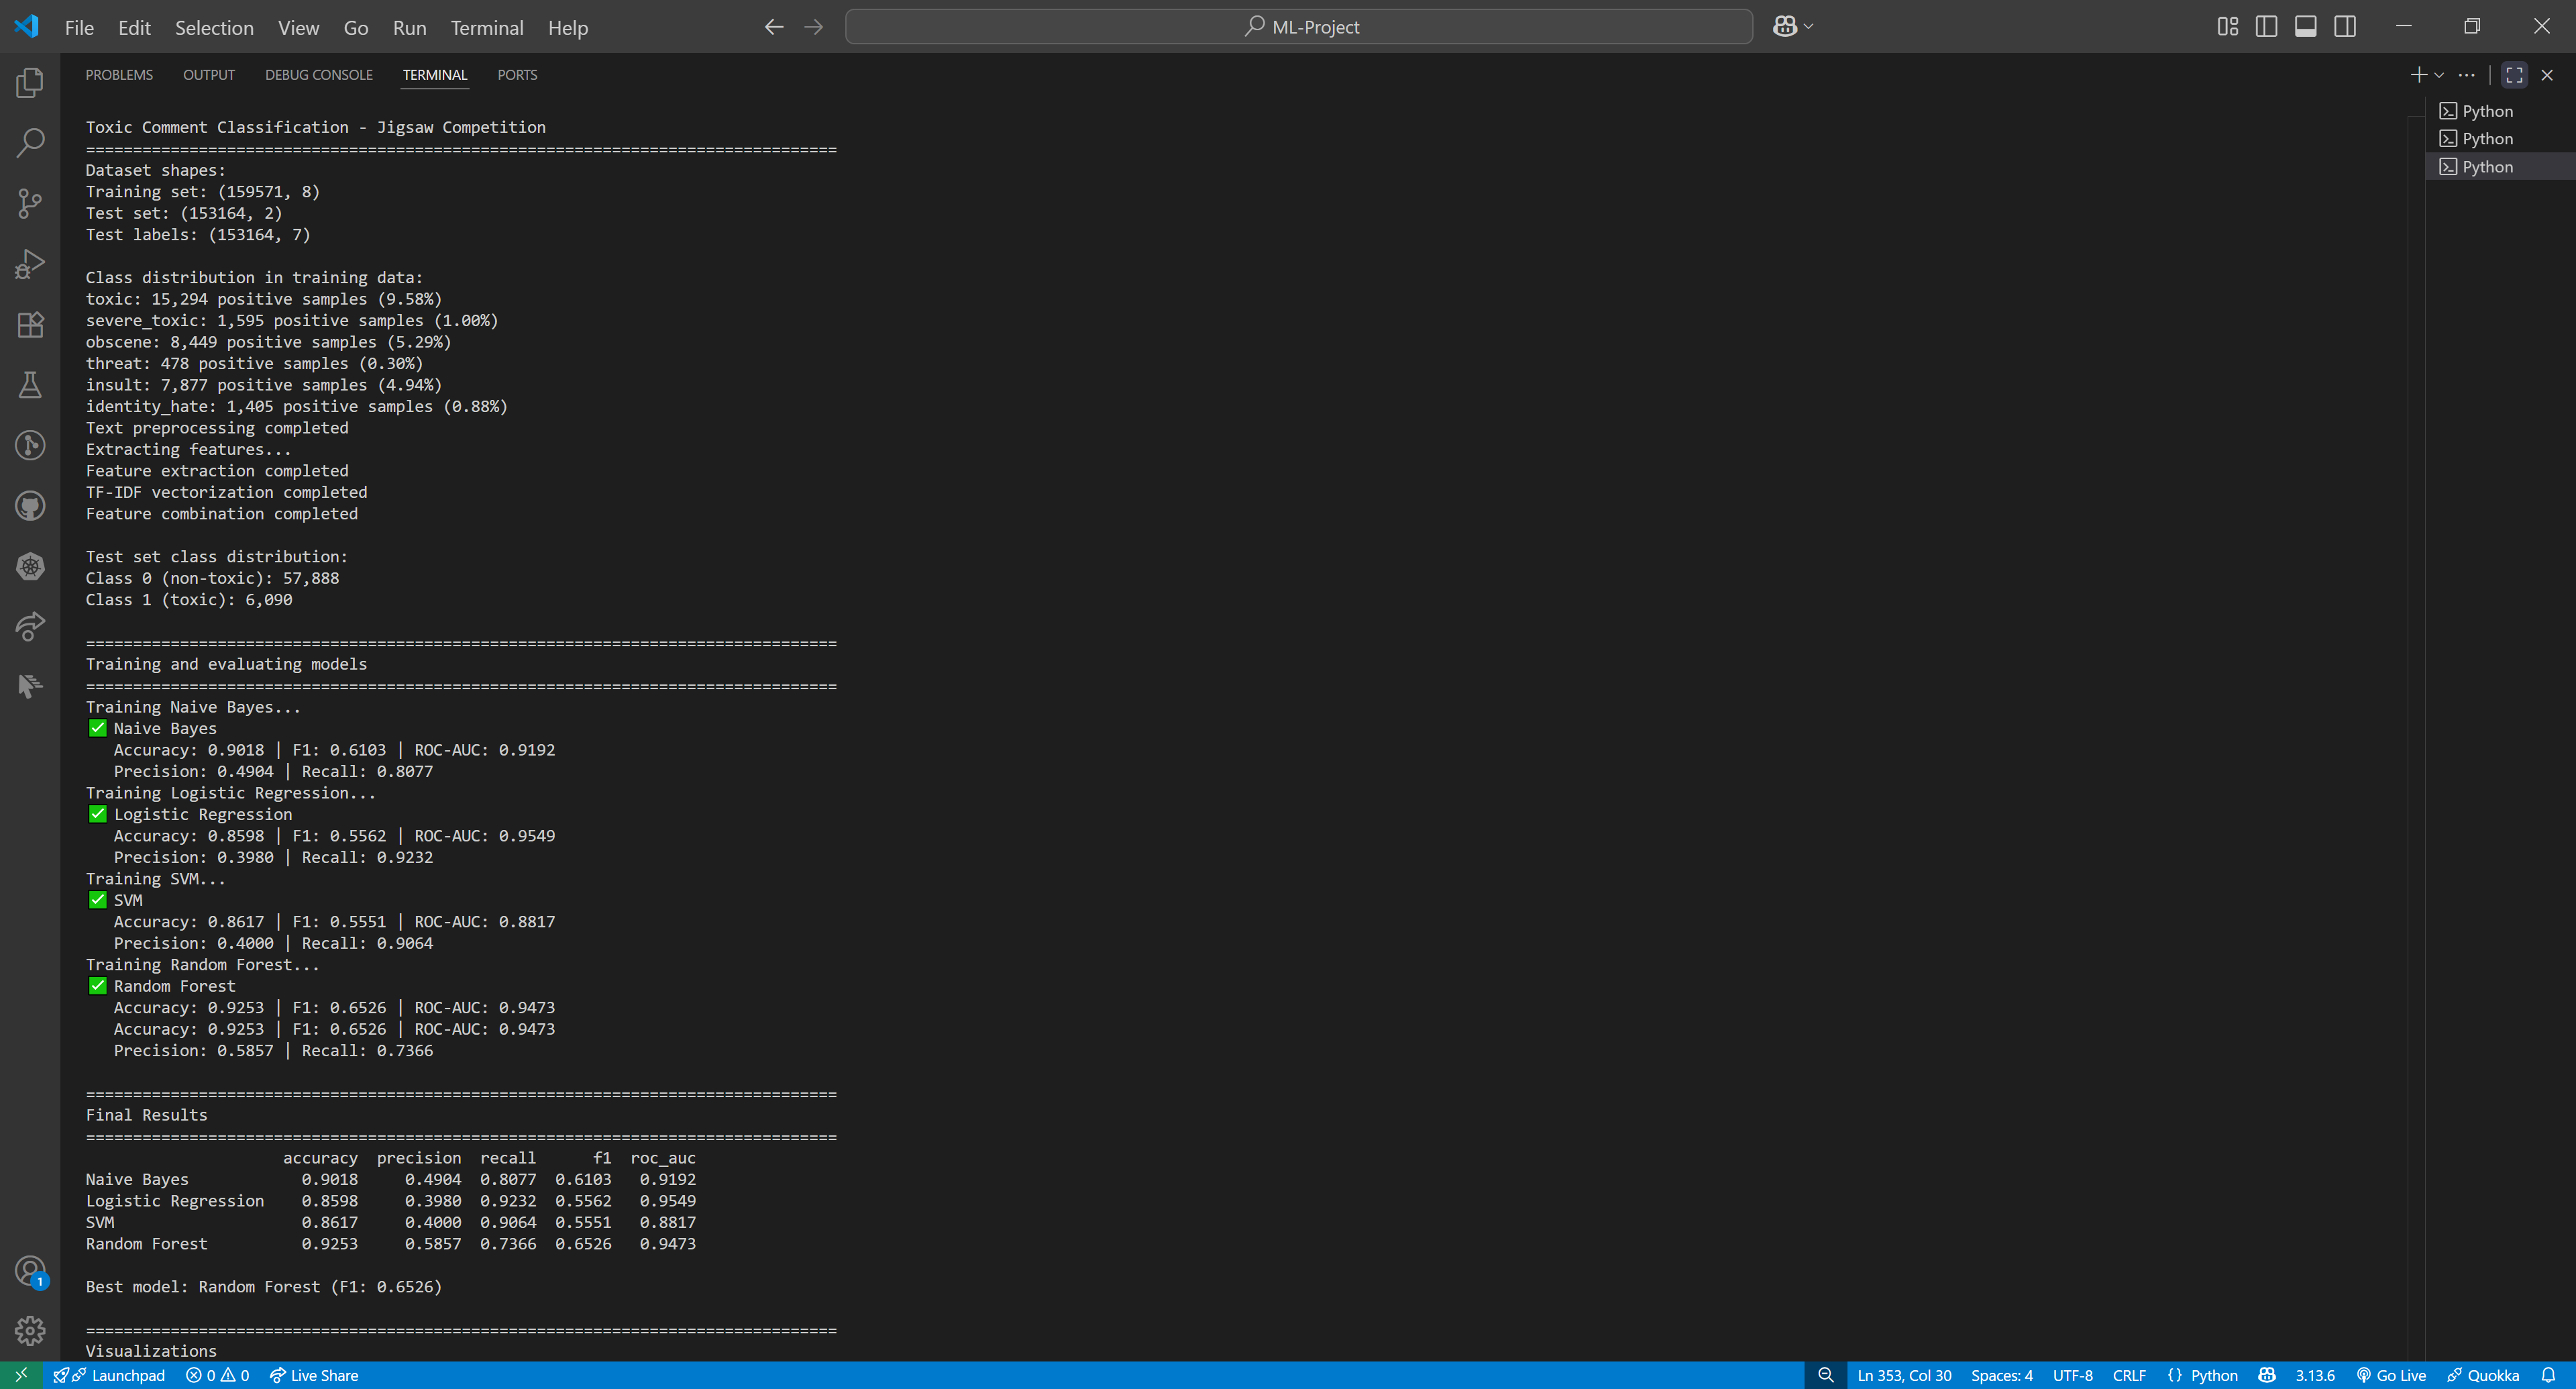 File Edit Selection View Go Run Terminal Help
ML-Project
PROBLEMS OUTPUT DEBUG CONSOLE TERMINAL PORTS
Python
Python
Python
Toxic Comment Classification - Jigsaw Competition
================================================================================
Dataset shapes:
Training set: (159571, 8)
Test set: (153164, 2)
Test labels: (153164, 7)
Class distribution in training data:
toxic: 15,294 positive samples (9.58%)
severe_toxic: 1,595 positive samples (1.00%)
obscene: 8,449 positive samples (5.29%)
threat: 478 positive samples (0.30%)
insult: 7,877 positive samples (4.94%)
identity_hate: 1,405 positive samples (0.88%)
Text preprocessing completed
Extracting features...
Feature extraction completed
TF-IDF vectorization completed
Feature combination completed
Test set class distribution:
Class 0 (non-toxic): 57,888
Class 1 (toxic): 6,090
================================================================================
Training and evaluating models
================================================================================
Training Naive Bayes...
✅ Naive Bayes
Accuracy: 0.9018 | F1: 0.6103 | ROC-AUC: 0.9192
Precision: 0.4904 | Recall: 0.8077
Training Logistic Regression...
✅ Logistic Regression
Accuracy: 0.8598 | F1: 0.5562 | ROC-AUC: 0.9549
Precision: 0.3980 | Recall: 0.9232
Training SVM...
✅ SVM
Accuracy: 0.8617 | F1: 0.5551 | ROC-AUC: 0.8817
Precision: 0.4000 | Recall: 0.9064
Training Random Forest...
✅ Random Forest
Accuracy: 0.9253 | F1: 0.6526 | ROC-AUC: 0.9473
Accuracy: 0.9253 | F1: 0.6526 | ROC-AUC: 0.9473
Precision: 0.5857 | Recall: 0.7366
================================================================================
Final Results
================================================================================
accuracy precision recall f1 roc_auc
Naive Bayes 0.9018 0.4904 0.8077 0.6103 0.9192
Logistic Regression 0.8598 0.3980 0.9232 0.5562 0.9549
SVM 0.8617 0.4000 0.9064 0.5551 0.8817
Random Forest 0.9253 0.5857 0.7366 0.6526 0.9473
Best model: Random Forest (F1: 0.6526)
================================================================================
Visualizations
1
Launchpad 0 0 Live Share Ln 353, Col 30 Spaces: 4 UTF-8 CRLF {} Python 3.13.6 Go Live Quokka